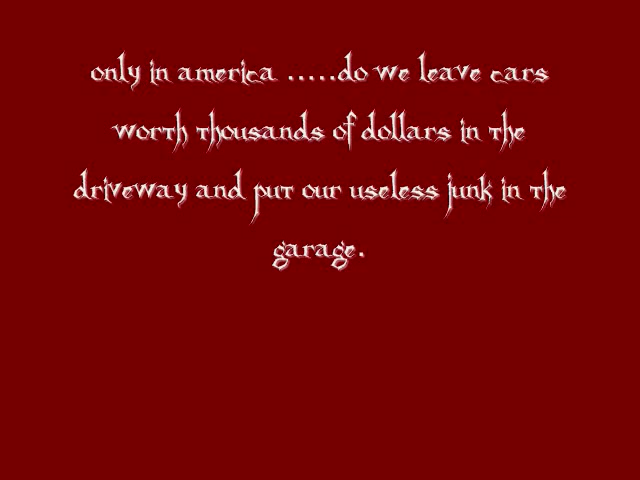 only in america .....do we leave cars
worth thousands of dollars in the
driveway and put our useless junk in the
garage.